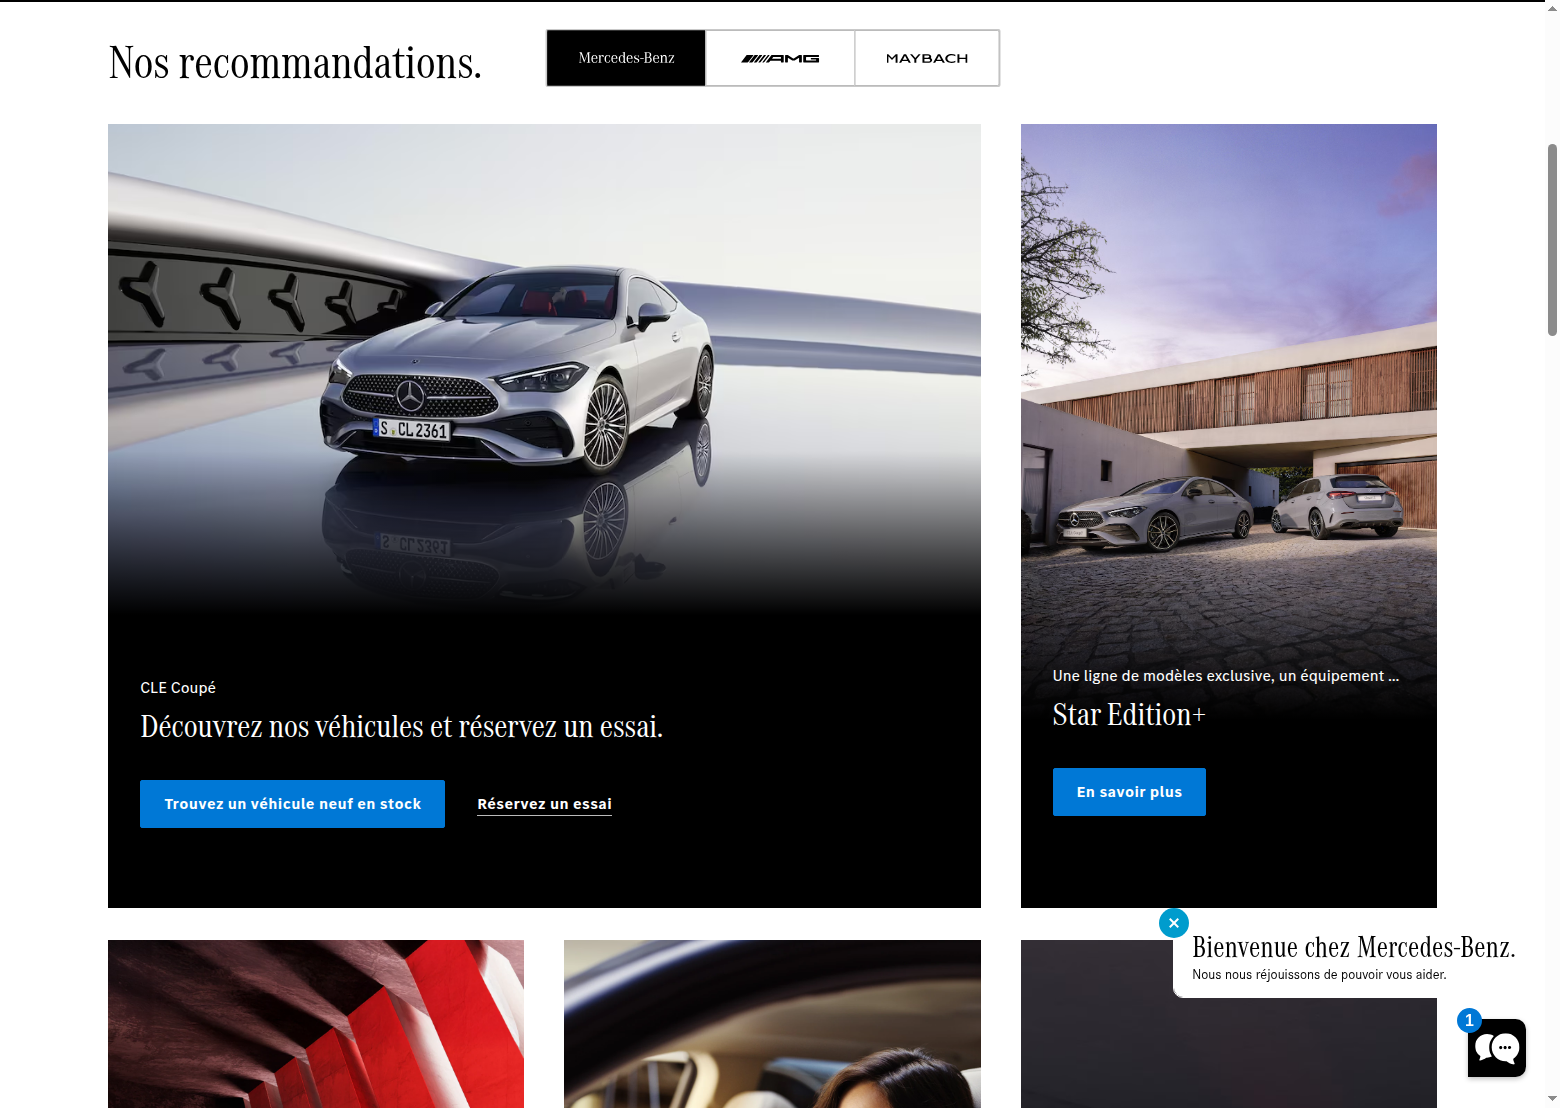 Nos recommandations.
Mercedes-Benz
AMG
MAYBACH
S CL 2361
CLE Coupé
Découvrez nos véhicules et réservez un essai.
Trouvez un véhicule neuf en stock
Réservez un essai
Une ligne de modèles exclusive, un équipement ...
Star Edition+
En savoir plus
Bienvenue chez Mercedes-Benz.
Nous nous réjouissons de pouvoir vous aider.
1